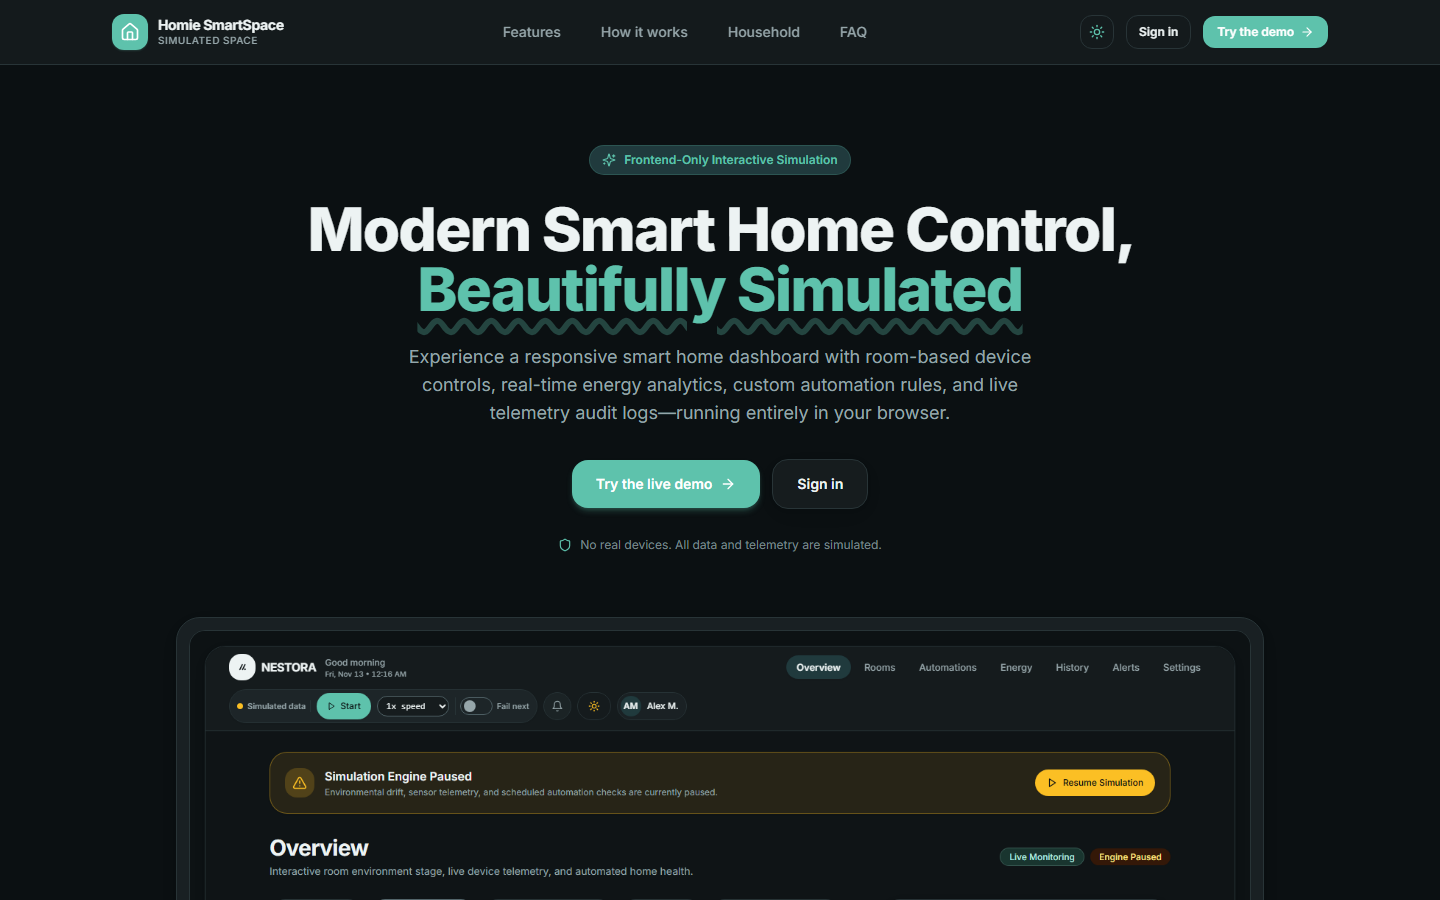 Homie SmartSpace
SIMULATED SPACE
Features
How it works
Household
FAQ
Sign in
Try the demo
Frontend-Only Interactive Simulation
Modern Smart Home Control,
Beautifully Simulated
Experience a responsive smart home dashboard with room-based device
controls, real-time energy analytics, custom automation rules, and live
telemetry audit logs—running entirely in your browser.
Try the live demo
Sign in
No real devices. All data and telemetry are simulated.
NESTORA
Good morning
Fri, Nov 13 • 12:16 AM
Overview
Rooms
Automations
Energy
History
Alerts
Settings
Simulated data
Start
1x speed
Fail next
AM
Alex M.
Simulation Engine Paused
Environmental drift, sensor telemetry, and scheduled automation checks are currently paused.
Resume Simulation
Overview
Interactive room environment stage, live device telemetry, and automated home health.
Live Monitoring
Engine Paused